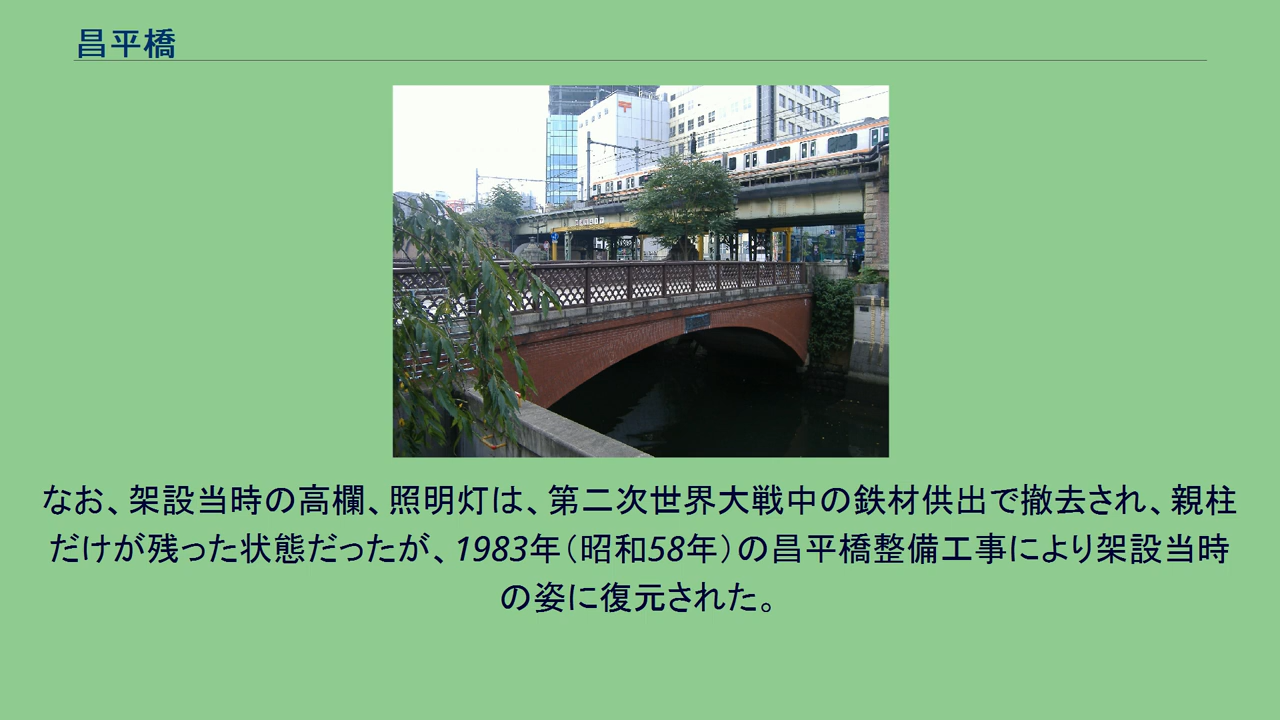 昌平橋
なお、架設当時の高欄、照明灯は、第二次世界大戦中の鉄材供出で撤去され、親柱
だけが残った状態だったが、1983年（昭和58年）の昌平橋整備工事により架設当時
の姿に復元された。